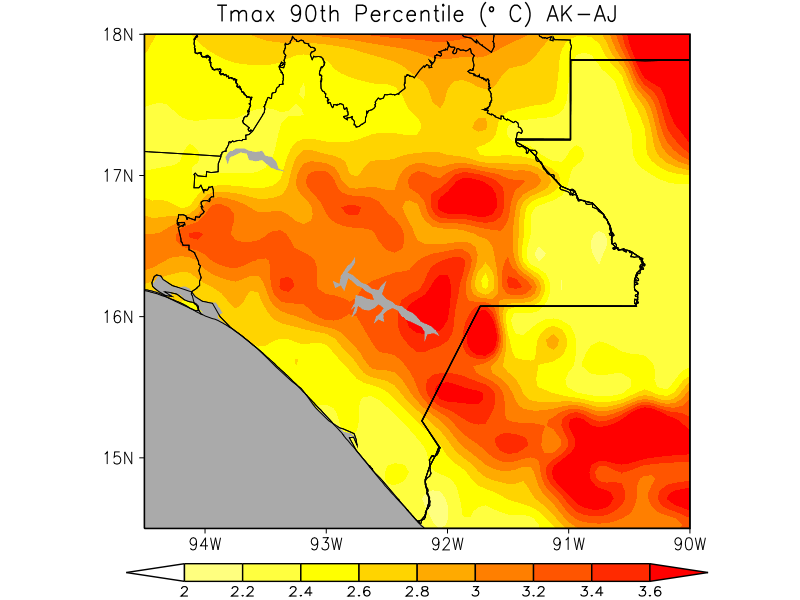 Tmax 90th Percentile (° C) AK-AJ
18N
17N
16N
15N
94W 93W 92W 91W 90W
2 2.2 2.4 2.6 2.8 3 3.2 3.4 3.6